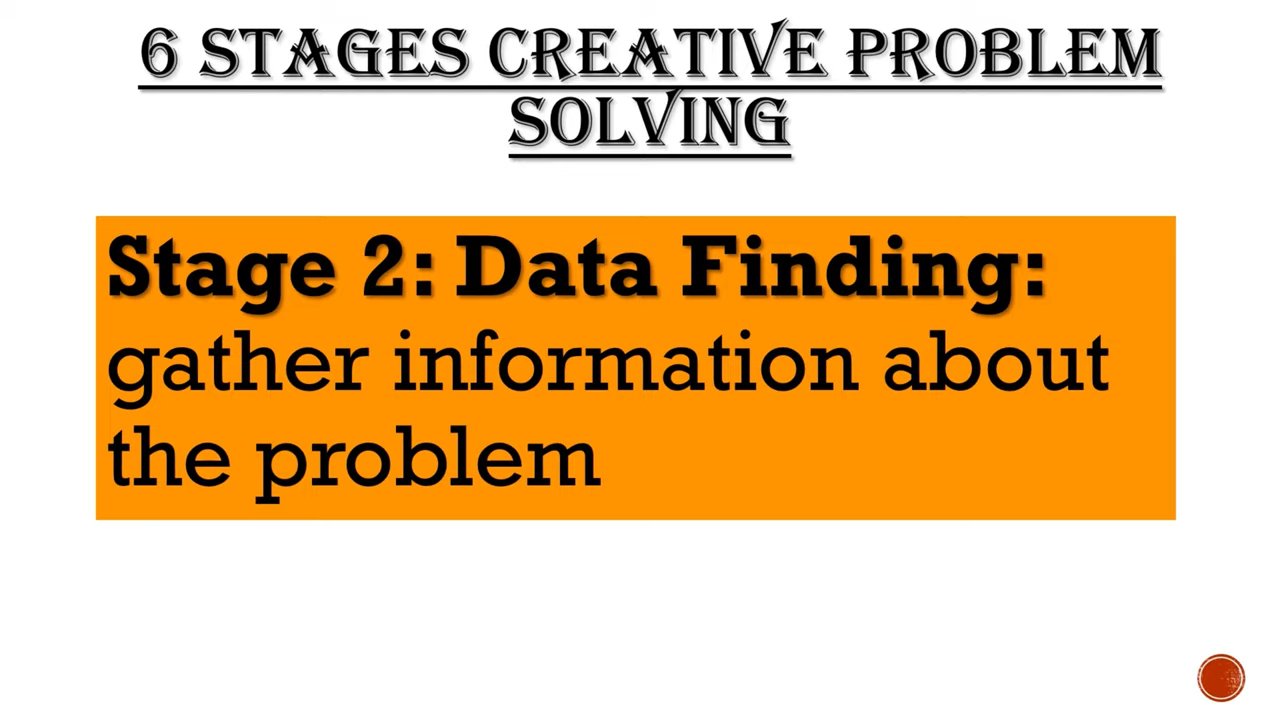 6 STAGES CREATIVE PROBLEM
SOLVING
Stage 2: Data Finding:
gather information about
the problem